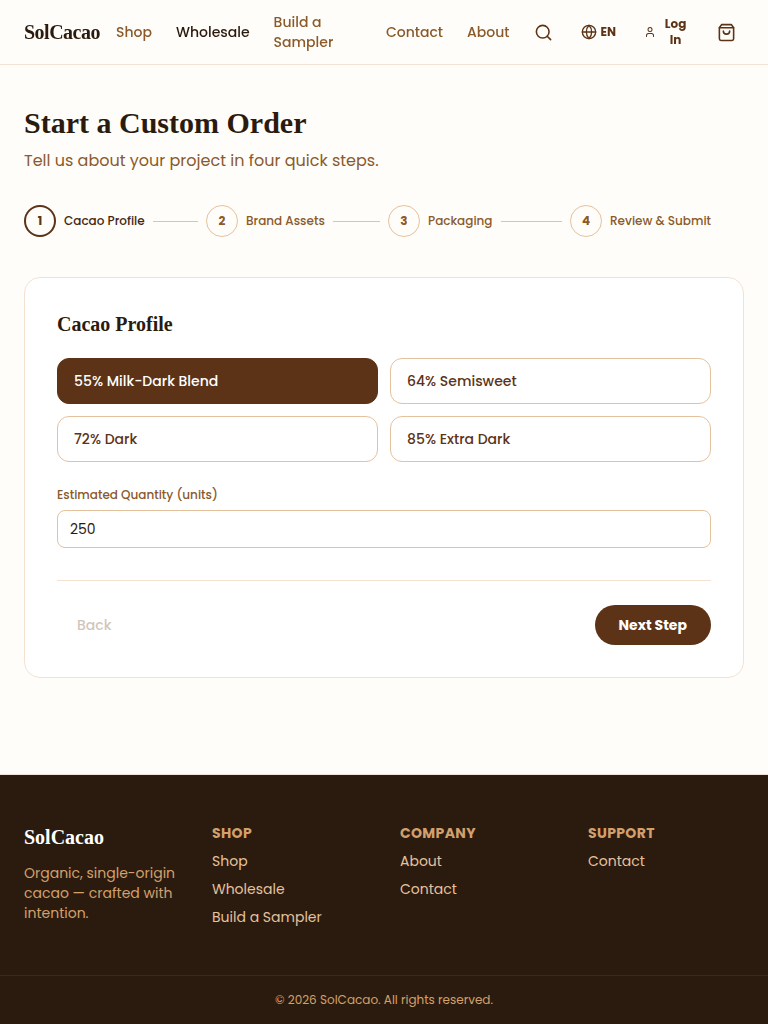 SolCacao
Shop
Wholesale
Build a
Sampler
Contact
About
EN
Log
In
Start a Custom Order
Tell us about your project in four quick steps.
1 Cacao Profile
2 Brand Assets
3 Packaging
4 Review & Submit
Cacao Profile
55% Milk-Dark Blend
64% Semisweet
72% Dark
85% Extra Dark
Estimated Quantity (units)
250
Back
Next Step
SolCacao
Organic, single-origin
cacao — crafted with
intention.
SHOP
Shop
Wholesale
Build a Sampler
COMPANY
About
Contact
SUPPORT
Contact
© 2026 SolCacao. All rights reserved.